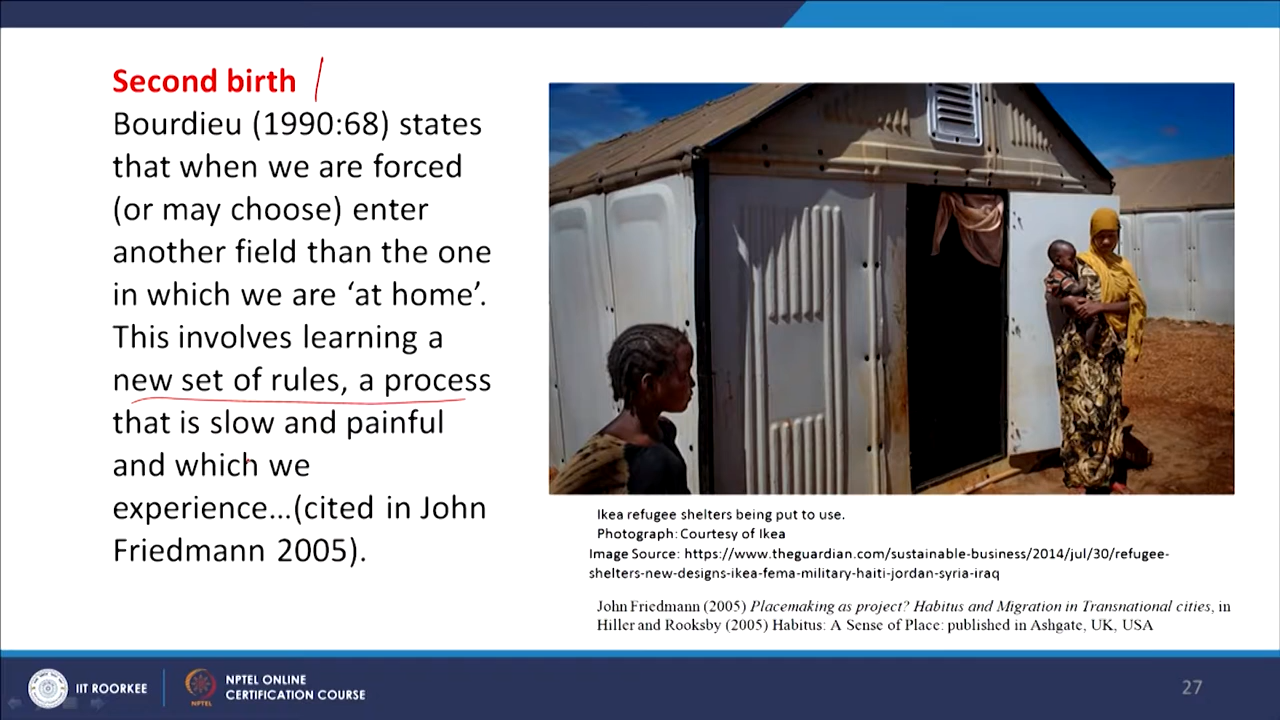 Second birth
Bourdieu (1990:68) states
that when we are forced
(or may choose) enter
another field than the one
in which we are ‘at home’.
This involves learning a
new set of rules, a process
that is slow and painful
and which we
experience...(cited in John
Friedmann 2005).
Ikea refugee shelters being put to use.
Photograph: Courtesy of Ikea
Image Source: https://www.theguardian.com/sustainable-business/2014/jul/30/refugee-
shelters-new-designs-ikea-fema-military-haiti-jordan-syria-iraq
John Friedmann (2005) Placemaking as project? Habitus and Migration in Transnational cities, in
Hiller and Rooksby (2005) Habitus: A Sense of Place: published in Ashgate, UK, USA
IIT ROORKEE
NPTEL
NPTEL ONLINE
CERTIFICATION COURSE
27